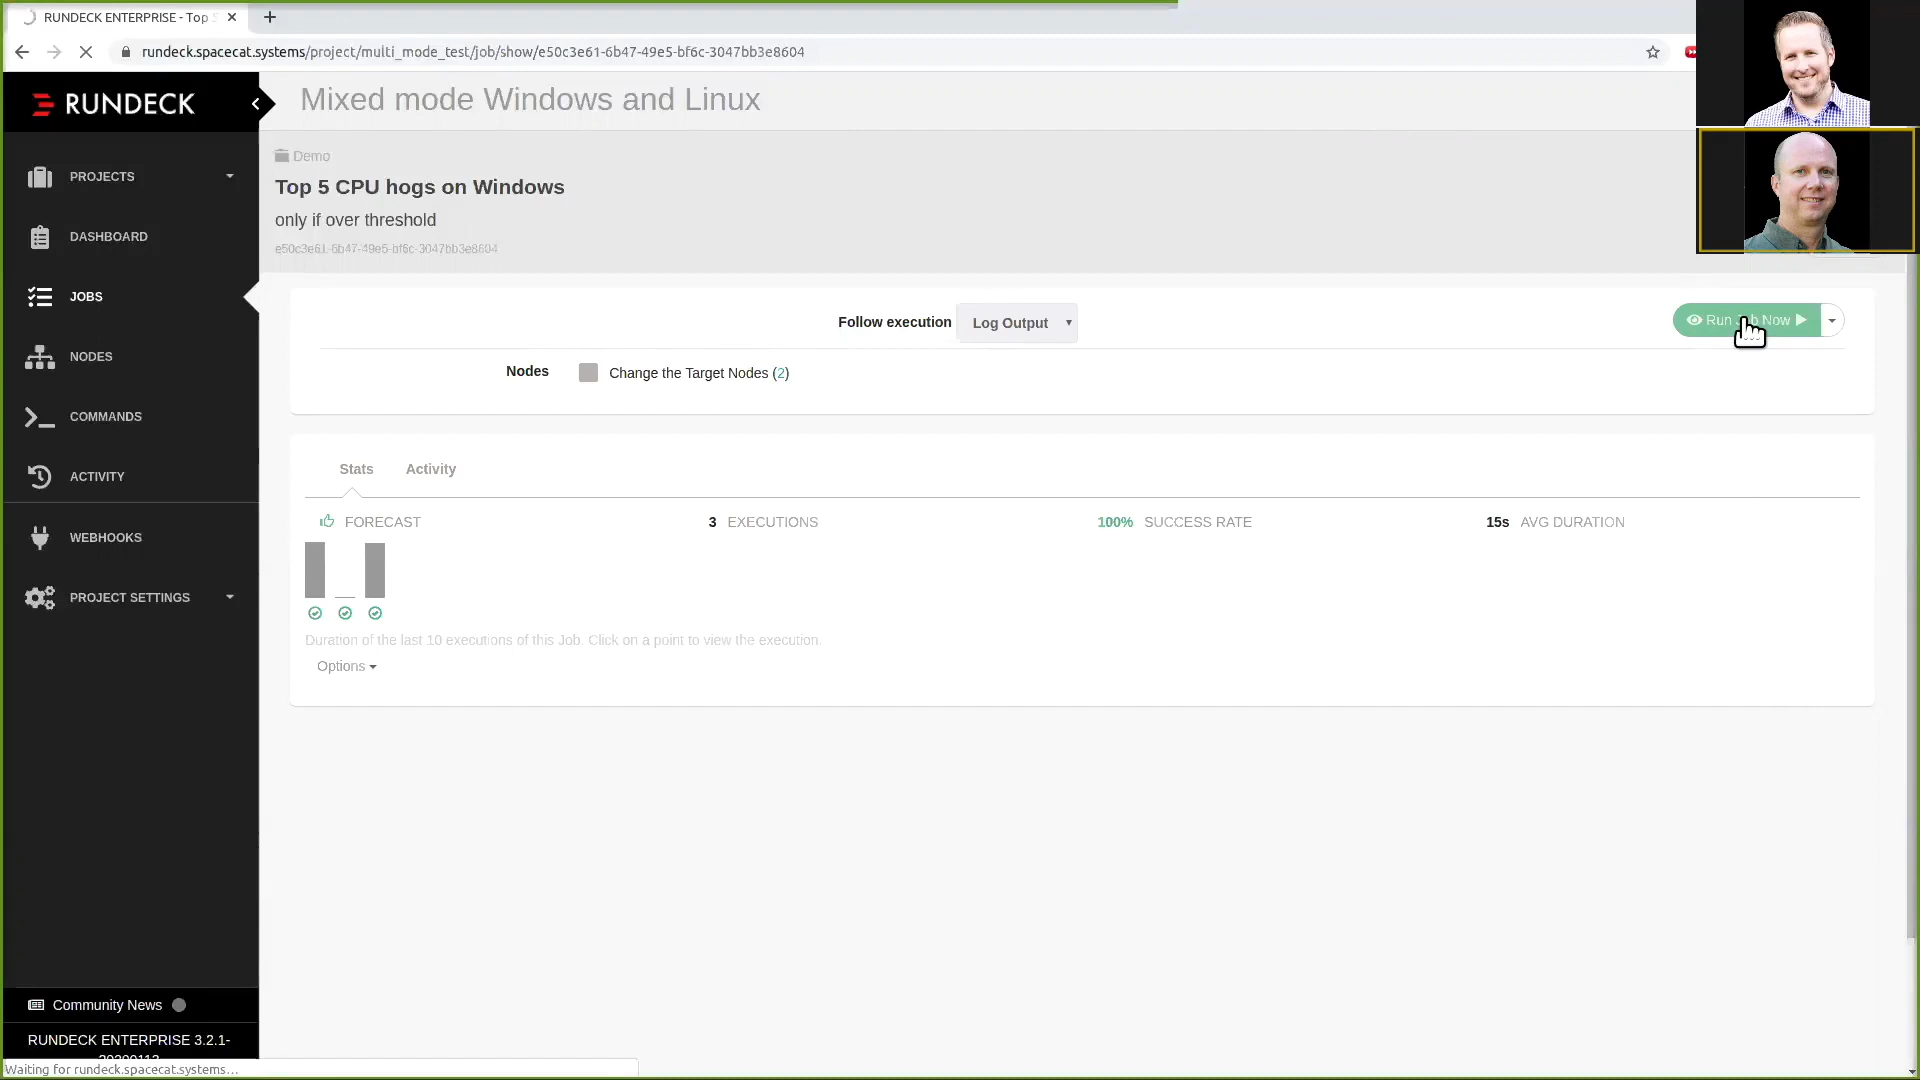 RUNDECK ENTERPRISE - Top
rundeck.spacecat.systems/project/multi_mode_test/job/show/e50c3e61-6b47-49e5-bf6c-3047bb3e8604
RUNDECK
Mixed mode Windows and Linux
PROJECTS
DASHBOARD
JOBS
NODES
COMMANDS
ACTIVITY
WEBHOOKS
PROJECT SETTINGS
Demo
Top 5 CPU hogs on Windows
only if over threshold
e50c3e61-6b47-49e5-bf6c-3047bb3e8604
Follow execution Log Output
Run Job Now
Nodes Change the Target Nodes (2)
Stats Activity
FORECAST 3 EXECUTIONS 100% SUCCESS RATE 15s AVG DURATION
Duration of the last 10 executions of this Job. Click on a point to view the execution.
Options
Community News
RUNDECK ENTERPRISE 3.2.1-
Waiting for rundeck.spacecat.systems...